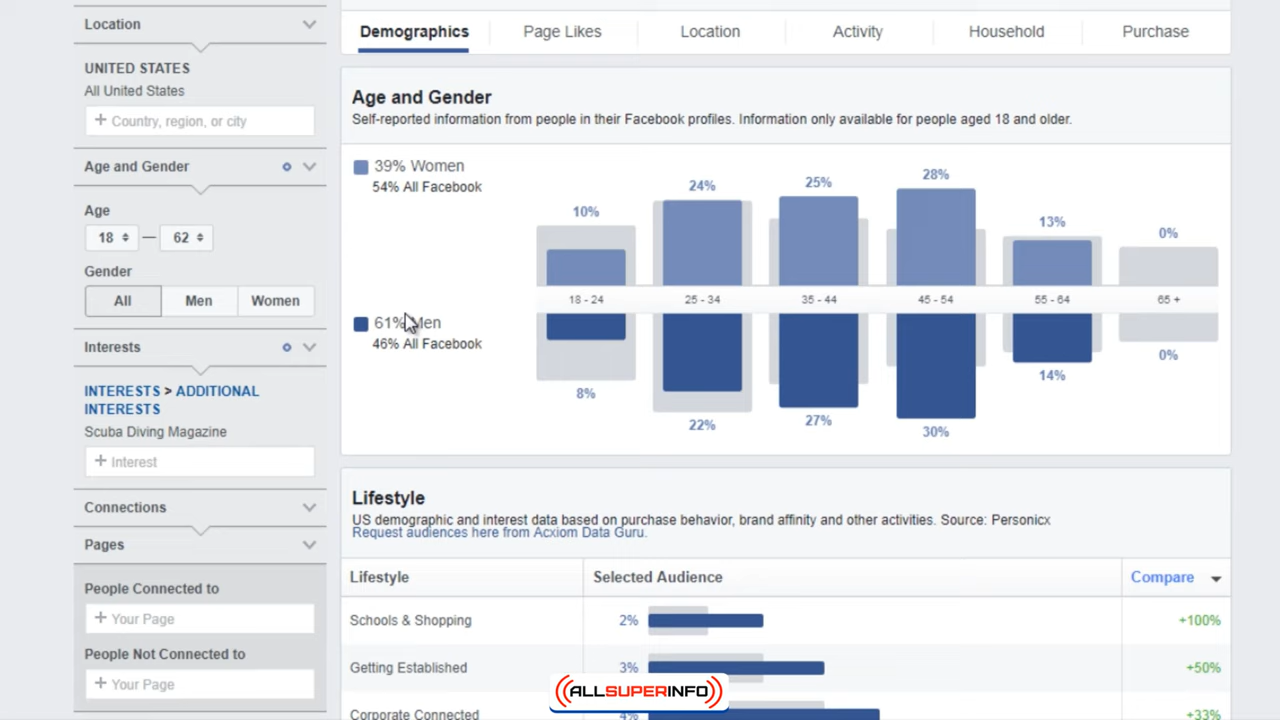 Location
UNITED STATES
All United States
+ Country, region, or city
Age and Gender
Age
18 — 62
Gender
All Men Women
Interests
INTERESTS > ADDITIONAL
INTERESTS
Scuba Diving Magazine
+ Interest
Connections
Pages
People Connected to
+ Your Page
People Not Connected to
+ Your Page
Demographics Page Likes Location Activity Household Purchase
Age and Gender
Self-reported information from people in their Facebook profiles. Information only available for people aged 18 and older.
39% Women
54% All Facebook
10% 24% 25% 28% 13% 0%
18 - 24 25 - 34 35 - 44 45 - 54 55 - 64 65 +
61% Men
46% All Facebook
8% 22% 27% 30% 14% 0%
Lifestyle
US demographic and interest data based on purchase behavior, brand affinity and other activities. Source: Personicx
Request audiences here from Acxiom Data Guru.
Lifestyle Selected Audience Compare
Schools & Shopping 2% +100%
Getting Established 3% +50%
Corporate Connected 4% +33%
ALLSUPERINFO